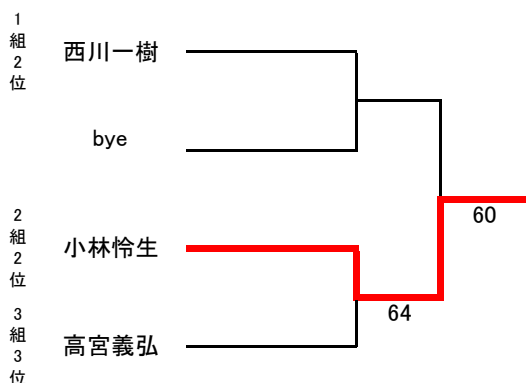 1組2位
西川一樹
bye
60
2組2位
小林怜生
64
3組3位
高宮義弘